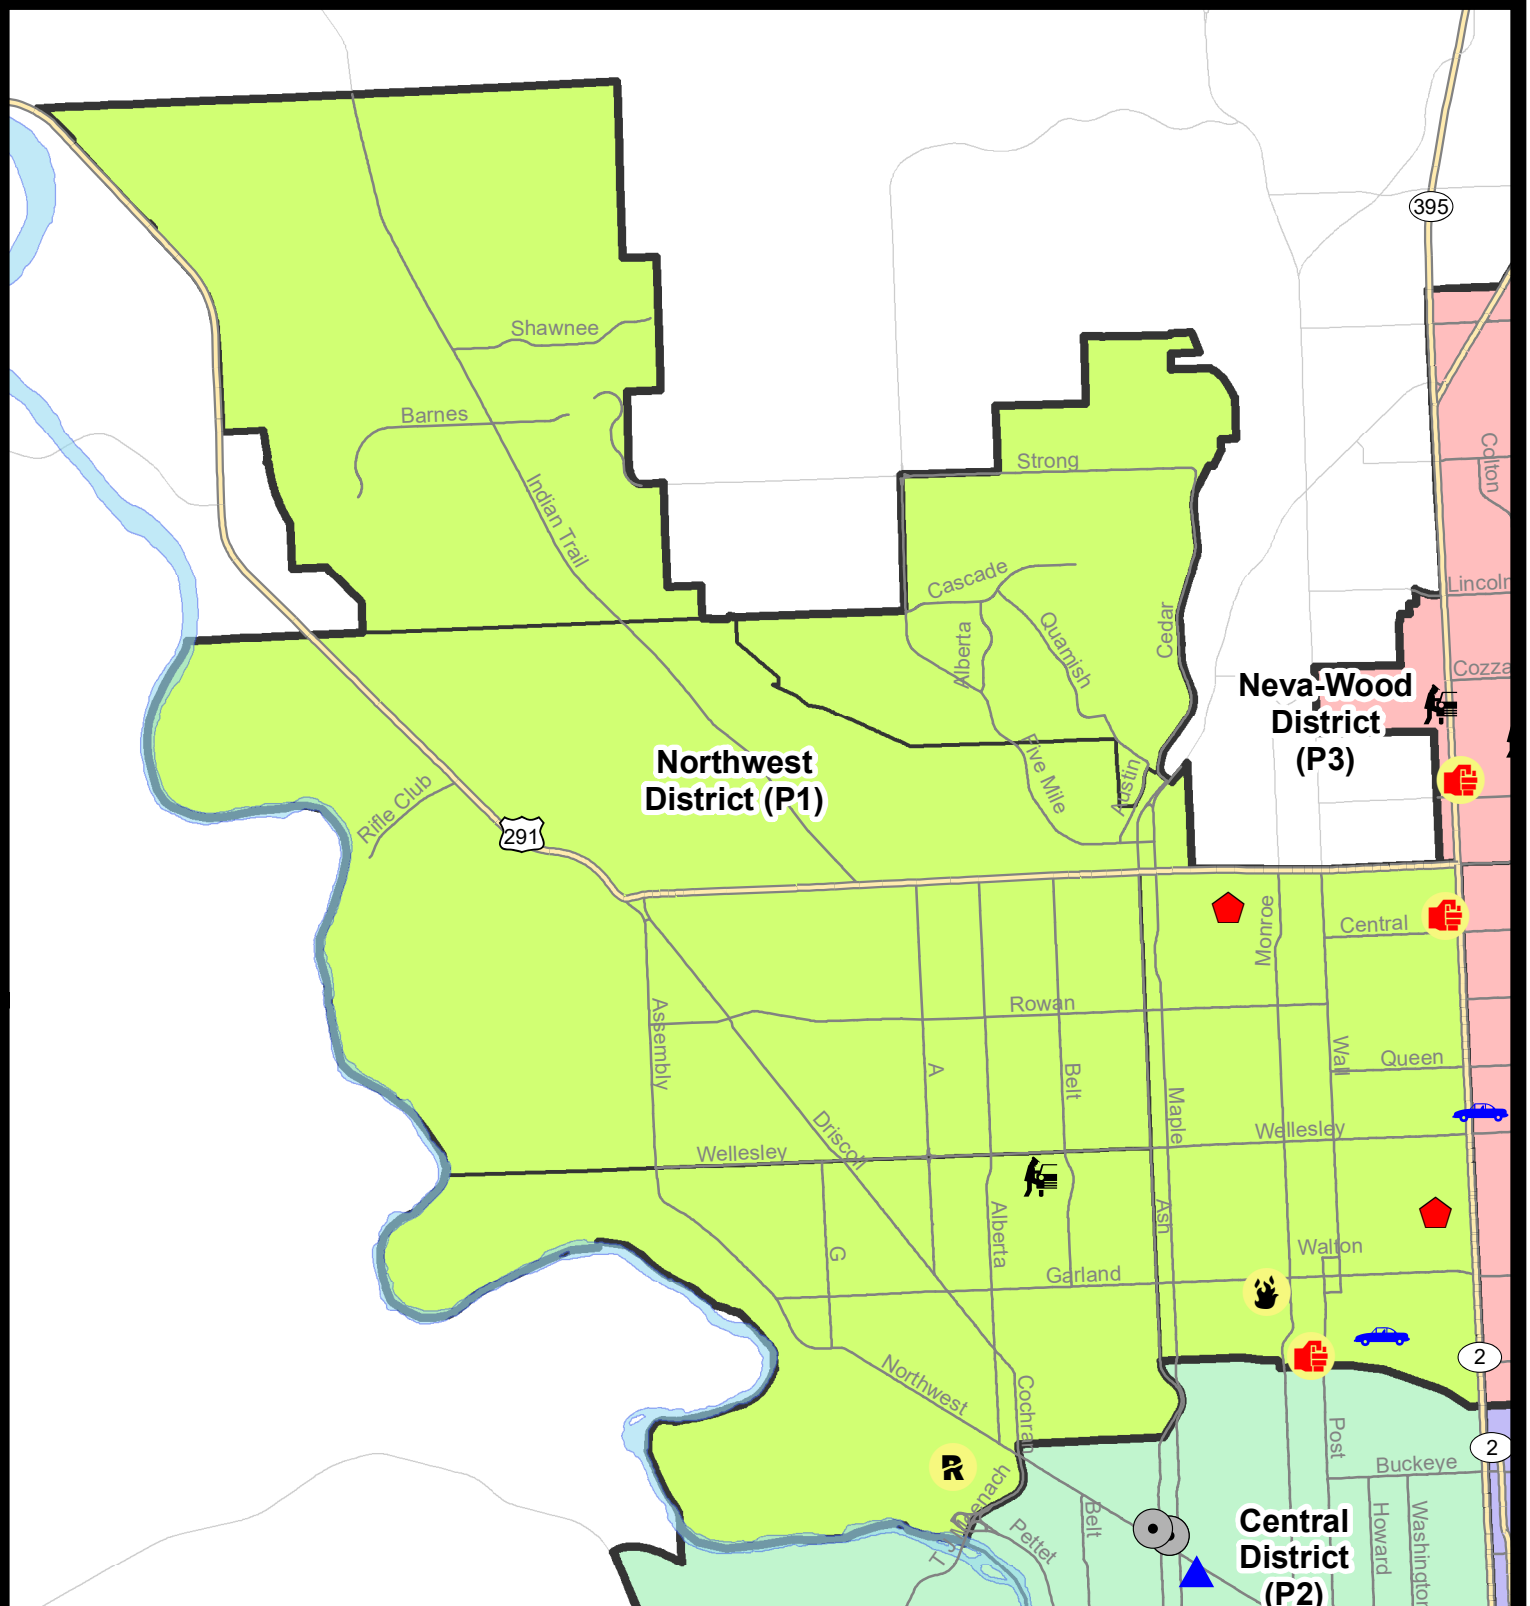 395
Shawnee
Barnes
Colton
Strong
Indian Trail
Cascade
Lincoln
Alberta
Quamish
Cedar
Cozza
Neva-Wood
District
(P3)
Northwest
District (P1)
Five Mile
Austin
Rifle Club
291
Monroe
Central
Rowan
Assembly
A
Belt
Wall
Queen
Maple
Driscoll
Wellesley
Wellesley
Alberta
Ash
G
Walton
Garland
2
Northwest
Cochran
Post
2
Buckeye
R
T J Meenach
Pettet
Belt
Howard
Washington
Central
District
(P2)